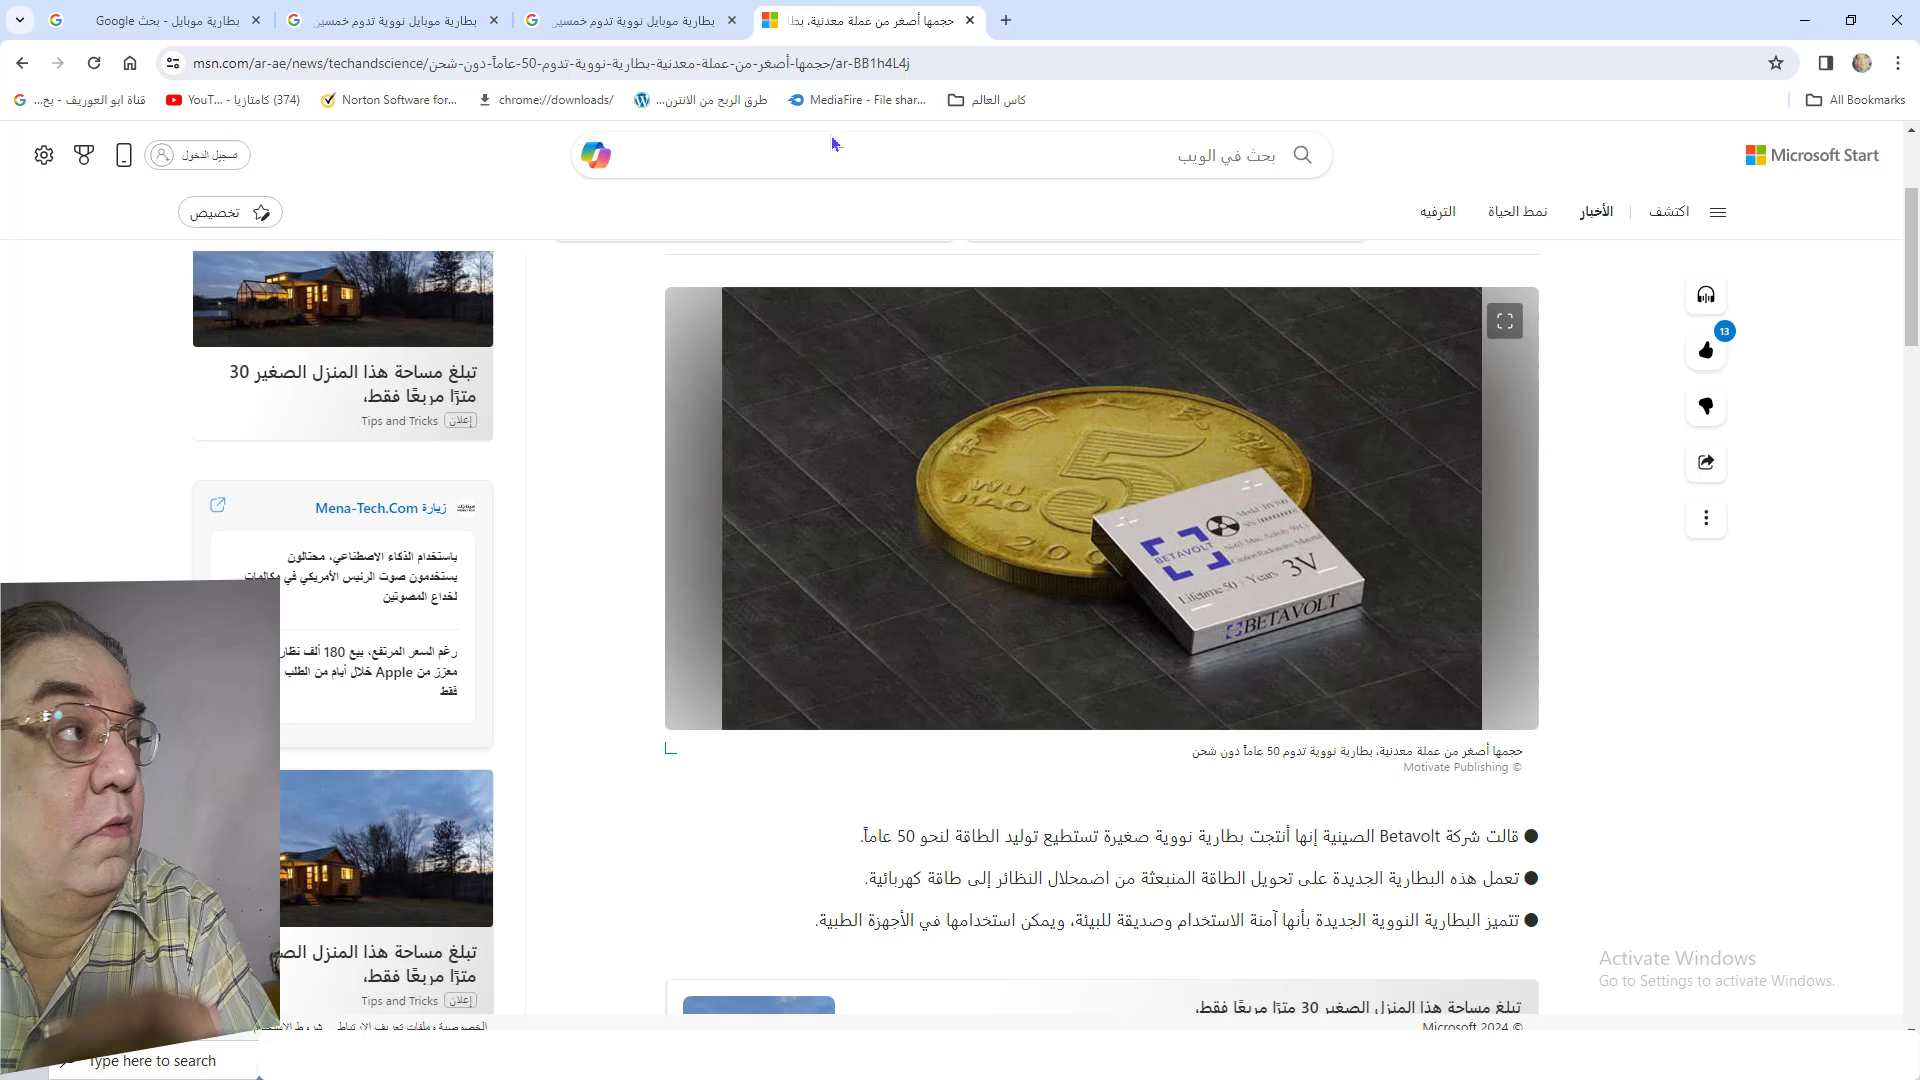 بطارية موبايل - بحث Google
بطارية موبايل نووية تدوم خمسين
بطارية موبايل نووية تدوم خمسين
حجمها أصغر من عملة معدنية، بطا
msn.com/ar-ae/news/techandscience/حجمها-أصغر-من-عملة-معدنية-بطارية-نووية-تدوم-50-عاماً-دون-شحن/ar-BB1h4L4j
قناة ابو العوريف - بح...
(374) كامتازيا - YouT...
Norton Software for...
chrome://downloads/
طرق الربح من الانترن...
MediaFire - File shar...
كاس العالم
All Bookmarks
Microsoft Start
بحث في الويب
تسجيل الدخول
اكتشف
الأخبار
نمط الحياة
الترفيه
تخصيص
13
中国
WU JIAO
5
200
BETAVOLT
Model: BV100
Lifetime 50 Years
3V
BETAVOLT
حجمها أصغر من عملة معدنية، بطارية نووية تدوم 50 عاماً دون شحن
Motivate Publishing ©
● قالت شركة Betavolt الصينية إنها أنتجت بطارية نووية صغيرة تستطيع توليد الطاقة لنحو 50 عاماً.
● تعمل هذه البطارية الجديدة على تحويل الطاقة المنبعثة من اضمحلال النظائر إلى طاقة كهربائية.
● تتميز البطارية النووية الجديدة بأنها آمنة الاستخدام وصديقة للبيئة، ويمكن استخدامها في الأجهزة الطبية.
تبلغ مساحة هذا المنزل الصغير 30 مترًا مربعًا فقط،
Microsoft 2024 ©
تبلغ مساحة هذا المنزل الصغير 30
مترًا مربعًا فقط،
إعلان Tips and Tricks
زيارة Mena-Tech.Com
باستخدام الذكاء الاصطناعي، محتالون
يستخدمون صوت الرئيس الأمريكي في مكالمات
لخداع المصوتين
رغم السعر المرتفع، بيع 180 ألف نظار
معزز من Apple خلال أيام من الطلب
فقط
تبلغ مساحة هذا المنزل الص
مترًا مربعًا فقط،
إعلان Tips and Tricks
الخصوصية وملفات تعريف الارتباط
Activate Windows
Go to Settings to activate Windows.
Type here to search